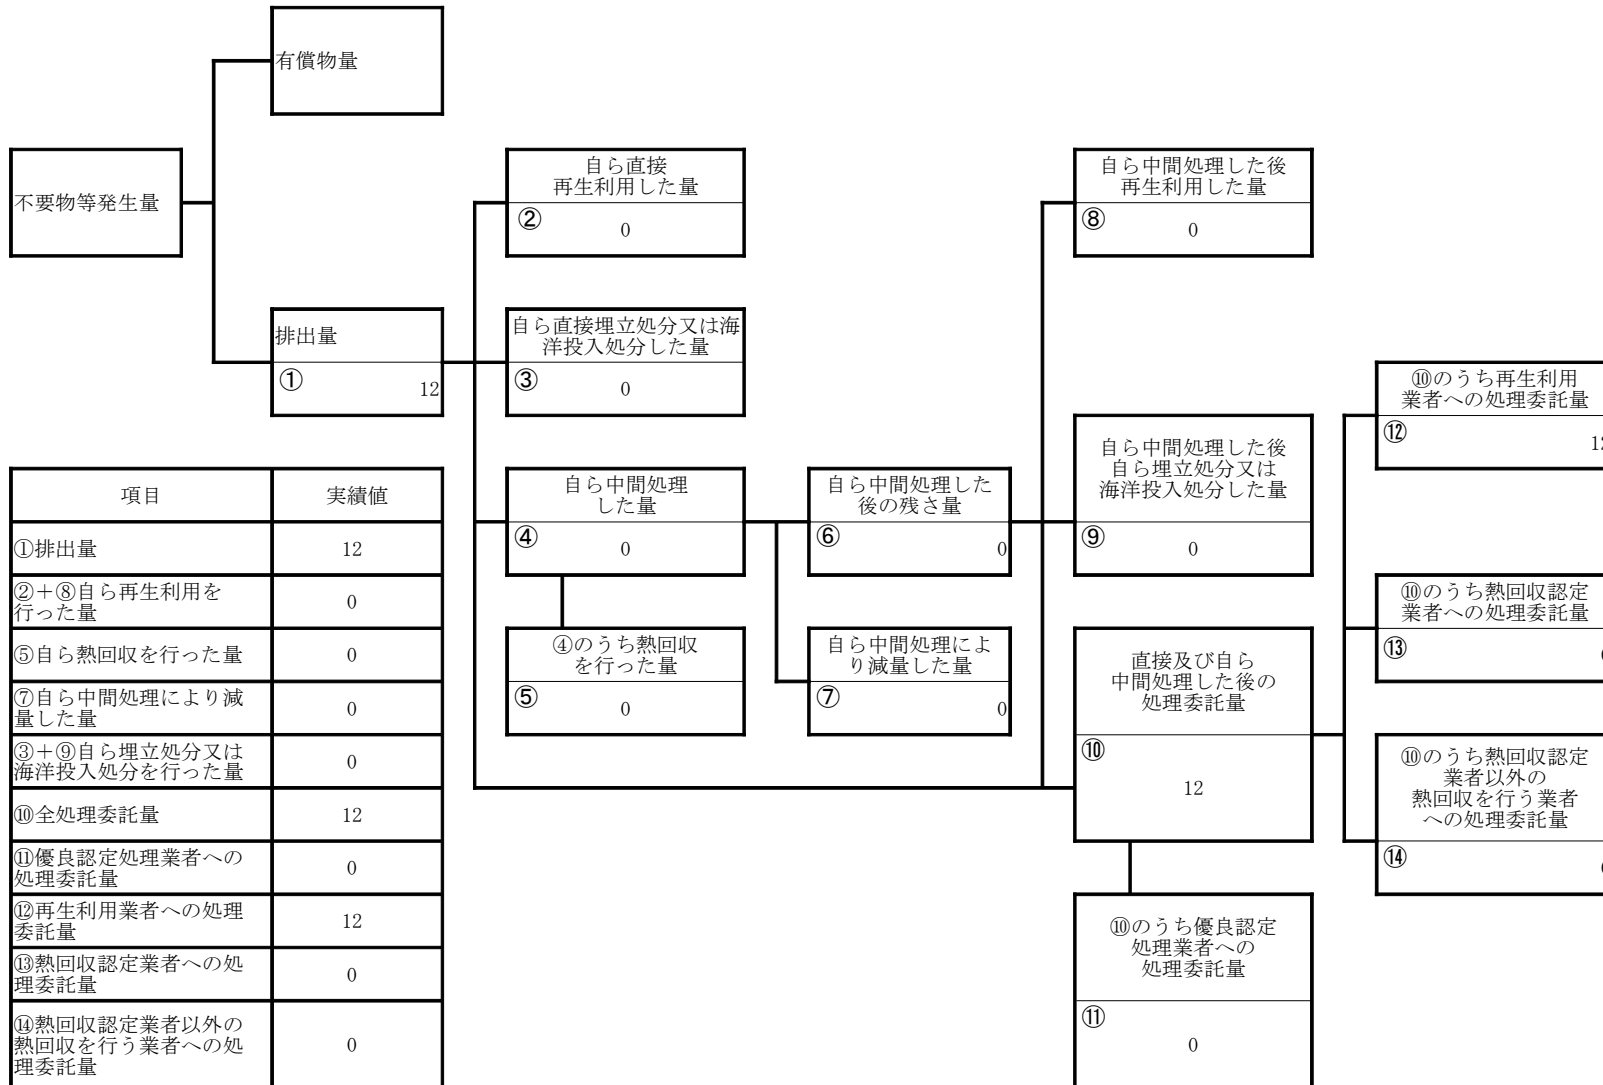 有償物量
不要物等発生量
自ら直接
再生利用した量
②
0
自ら中間処理した後
再生利用した量
⑧
0
排出量
①
12
自ら直接埋立処分又は海
洋投入処分した量
③
0
⑩のうち再生利用
業者への処理委託量
⑫
自ら中間処理した後
自ら埋立処分又は
海洋投入処分した量
⑨
0
自ら中間処理
した量
④
0
自ら中間処理した
後の残さ量
⑥
0
④のうち熱回収
を行った量
⑤
0
自ら中間処理によ
り減量した量
⑦
0
直接及び自ら
中間処理した後の
処理委託量
⑩
12
⑩のうち熱回収認定
業者への処理委託量
⑬
⑩のうち熱回収認定
業者以外の
熱回収を行う業者
への処理委託量
⑭
⑩のうち優良認定
処理業者への
処理委託量
⑪
0
項目 実績値
①排出量 12
②+⑧自ら再生利用を
行った量 0
⑤自ら熱回収を行った量 0
⑦自ら中間処理により減
量した量 0
③+⑨自ら埋立処分又は
海洋投入処分を行った量 0
⑩全処理委託量 12
⑪優良認定処理業者への
処理委託量 0
⑫再生利用業者への処理
委託量 12
⑬熱回収認定業者への処
理委託量 0
⑭熱回収認定業者以外の
熱回収を行う業者への処
理委託量 0